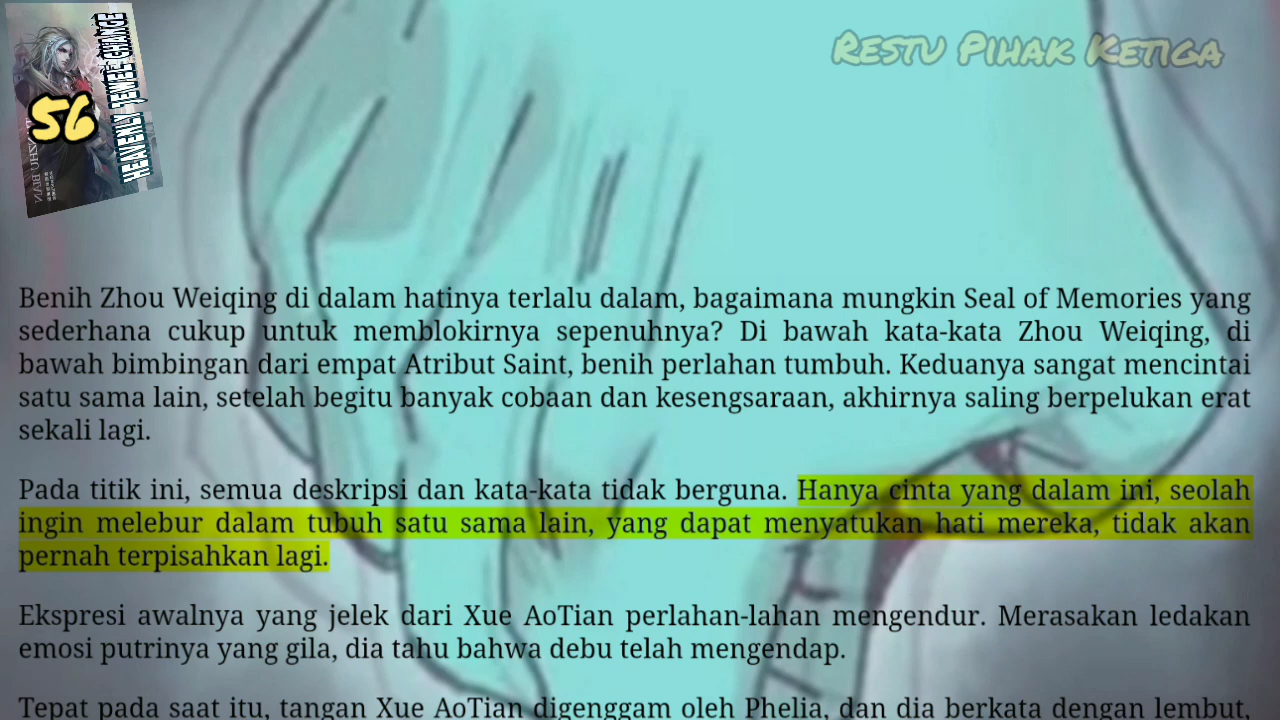 Restu Pihak Ketiga
56
HEAVENLY JEWEL CHANGE
Benih Zhou Weiqing di dalam hatinya terlalu dalam, bagaimana mungkin Seal of Memories yang
sederhana cukup untuk memblokirnya sepenuhnya? Di bawah kata-kata Zhou Weiqing, di
bawah bimbingan dari empat Atribut Saint, benih perlahan tumbuh. Keduanya sangat mencintai
satu sama lain, setelah begitu banyak cobaan dan kesengsaraan, akhirnya saling berpelukan erat
sekali lagi.
Pada titik ini, semua deskripsi dan kata-kata tidak berguna. Hanya cinta yang dalam ini, seolah
ingin melebur dalam tubuh satu sama lain, yang dapat menyatukan hati mereka, tidak akan
pernah terpisahkan lagi.
Ekspresi awalnya yang jelek dari Xue AoTian perlahan-lahan mengendur. Merasakan ledakan
emosi putrinya yang gila, dia tahu bahwa debu telah mengendap.
Tepat pada saat itu, tangan Xue AoTian digenggam oleh Phelia, dan dia berkata dengan lembut,